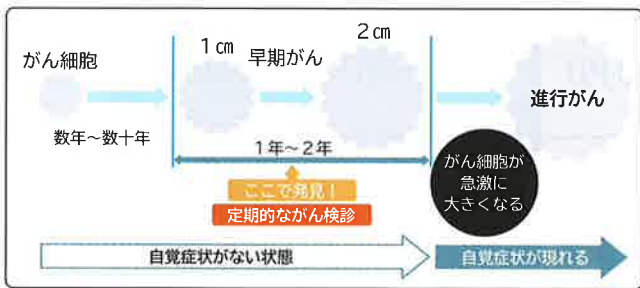 がん細胞
1㎝
早期がん
2㎝
進行がん
数年～数十年
1年～2年
ここで発見！
定期的ながん検診
がん細胞が
急激に
大きくなる
自覚症状がない状態
自覚症状が現れる